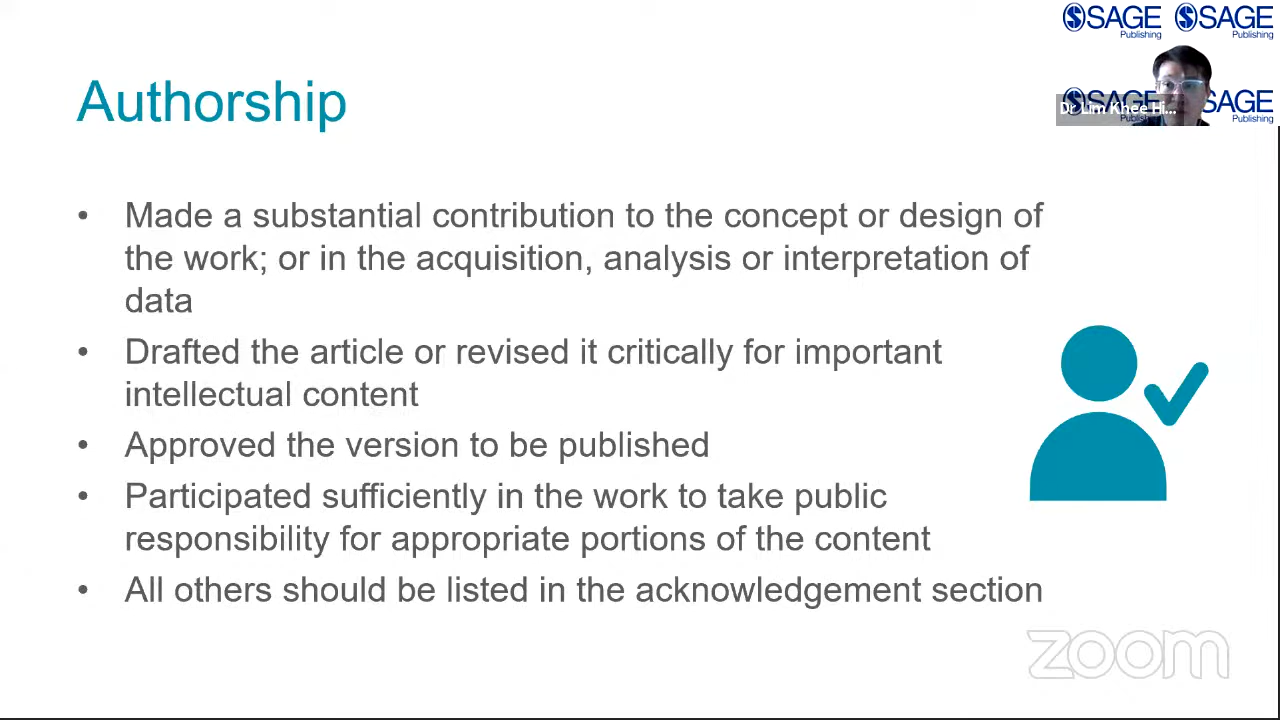 SAGE SAGE
Publishing Publishing
Authorship
SAGE SAGE
Dr Lim Khee Hi...
Publishing Publishing
• Made a substantial contribution to the concept or design of
the work; or in the acquisition, analysis or interpretation of
data
• Drafted the article or revised it critically for important
intellectual content
• Approved the version to be published
• Participated sufficiently in the work to take public
responsibility for appropriate portions of the content
• All others should be listed in the acknowledgement section
zoom